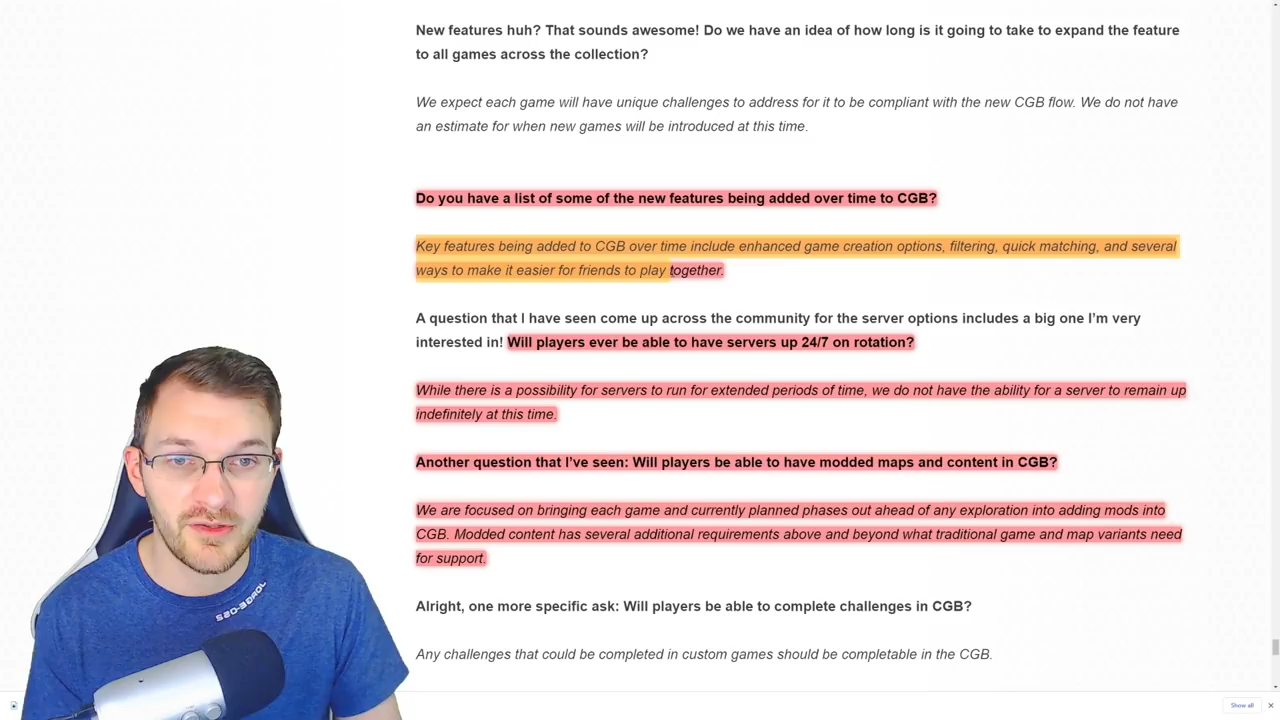 New features huh? That sounds awesome! Do we have an idea of how long is it going to take to expand the feature
to all games across the collection?
We expect each game will have unique challenges to address for it to be compliant with the new CGB flow. We do not have
an estimate for when new games will be introduced at this time.
Do you have a list of some of the new features being added over time to CGB?
Key features being added to CGB over time include enhanced game creation options, filtering, quick matching, and several
ways to make it easier for friends to play together.
A question that I have seen come up across the community for the server options includes a big one I’m very
interested in! Will players ever be able to have servers up 24/7 on rotation?
While there is a possibility for servers to run for extended periods of time, we do not have the ability for a server to remain up
indefinitely at this time.
Another question that I’ve seen: Will players be able to have modded maps and content in CGB?
We are focused on bringing each game and currently planned phases out ahead of any exploration into adding mods into
CGB. Modded content has several additional requirements above and beyond what traditional game and map variants need
for support.
Alright, one more specific ask: Will players be able to complete challenges in CGB?
Any challenges that could be completed in custom games should be completable in the CGB.
Show all